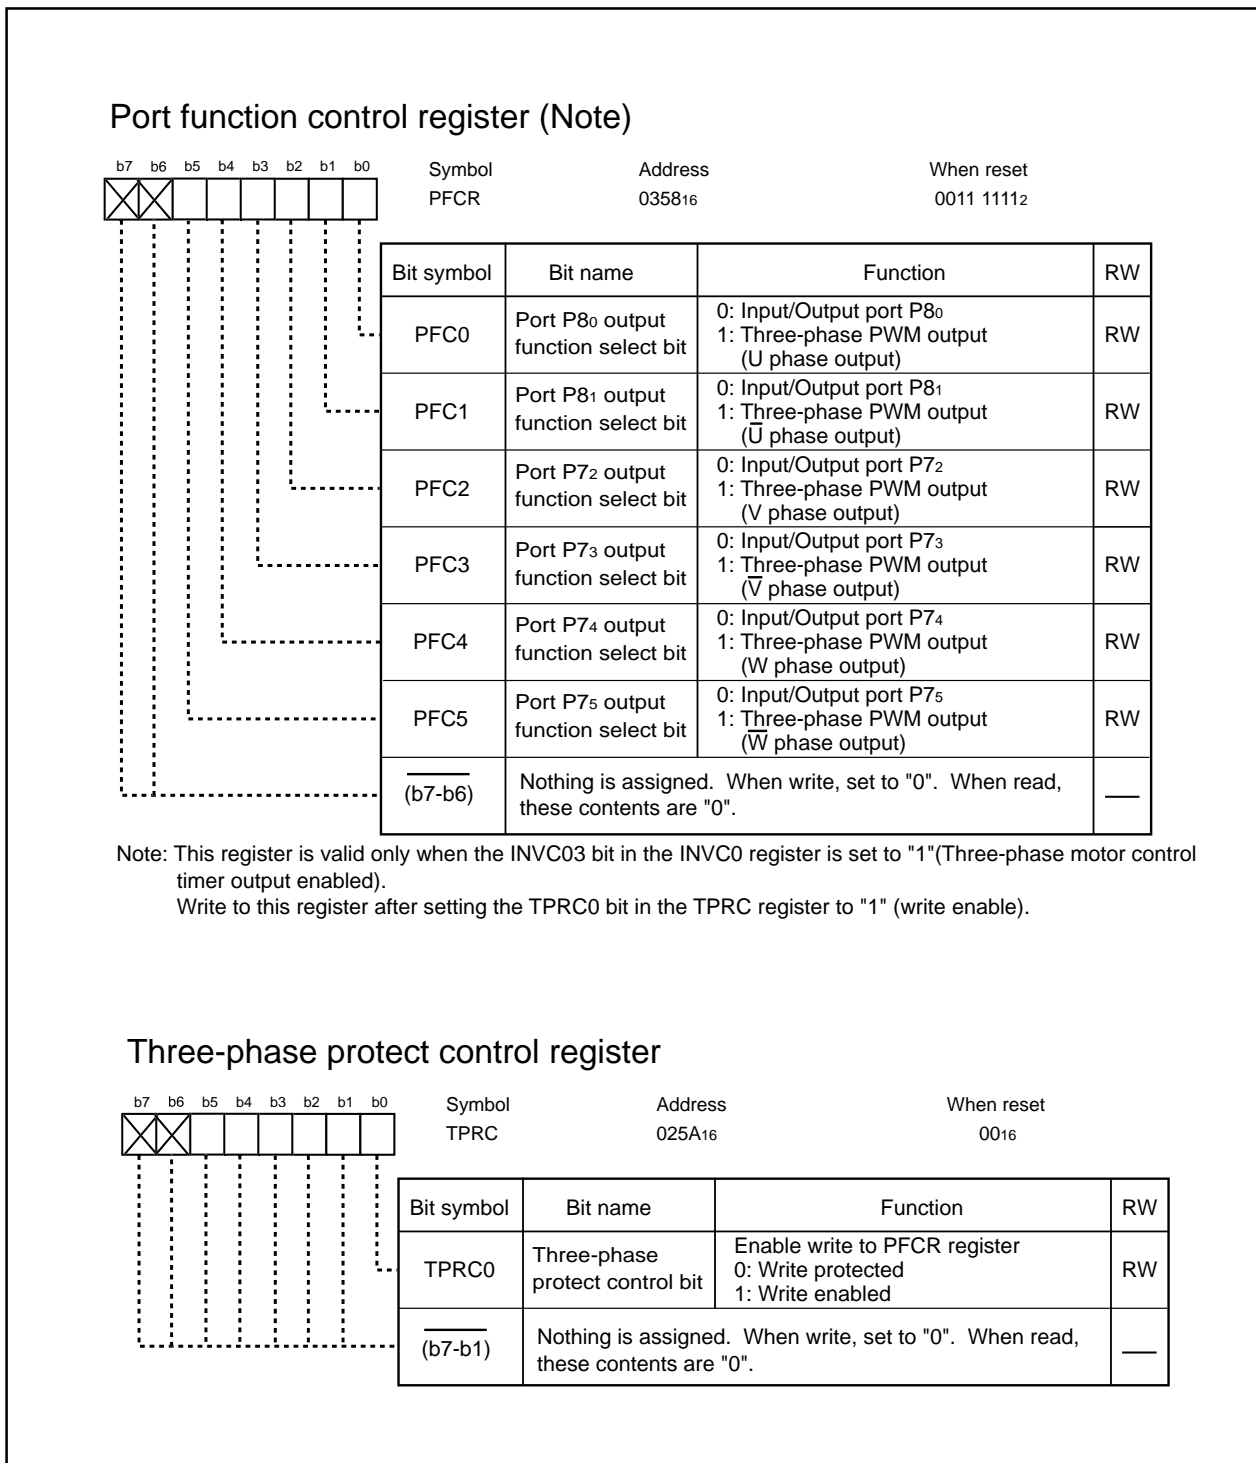 Port function control register (Note)
b7 b6 b5 b4 b3 b2 b1 b0
Symbol Address When reset
PFCR 035816 0011 11112
Bit symbol Bit name Function RW
PFC0
Port P80 output
function select bit
0: Input/Output port P80
1: Three-phase PWM output
(U phase output)
RW
PFC1
Port P81 output
function select bit
0: Input/Output port P81
1: Three-phase PWM output
(U̅ phase output)
RW
PFC2
Port P72 output
function select bit
0: Input/Output port P72
1: Three-phase PWM output
(V phase output)
RW
PFC3
Port P73 output
function select bit
0: Input/Output port P73
1: Three-phase PWM output
(V̅ phase output)
RW
PFC4
Port P74 output
function select bit
0: Input/Output port P74
1: Three-phase PWM output
(W phase output)
RW
PFC5
Port P75 output
function select bit
0: Input/Output port P75
1: Three-phase PWM output
(W̅ phase output)
RW
(b7-b6)
Nothing is assigned. When write, set to "0". When read,
these contents are "0".
Note: This register is valid only when the INVC03 bit in the INVC0 register is set to "1"(Three-phase motor control
timer output enabled).
Write to this register after setting the TPRC0 bit in the TPRC register to "1" (write enable).
Three-phase protect control register
b7 b6 b5 b4 b3 b2 b1 b0
Symbol Address When reset
TPRC 025A16 0016
Bit symbol Bit name Function RW
TPRC0
Three-phase
protect control bit
Enable write to PFCR register
0: Write protected
1: Write enabled
RW
(b7-b1)
Nothing is assigned. When write, set to "0". When read,
these contents are "0".